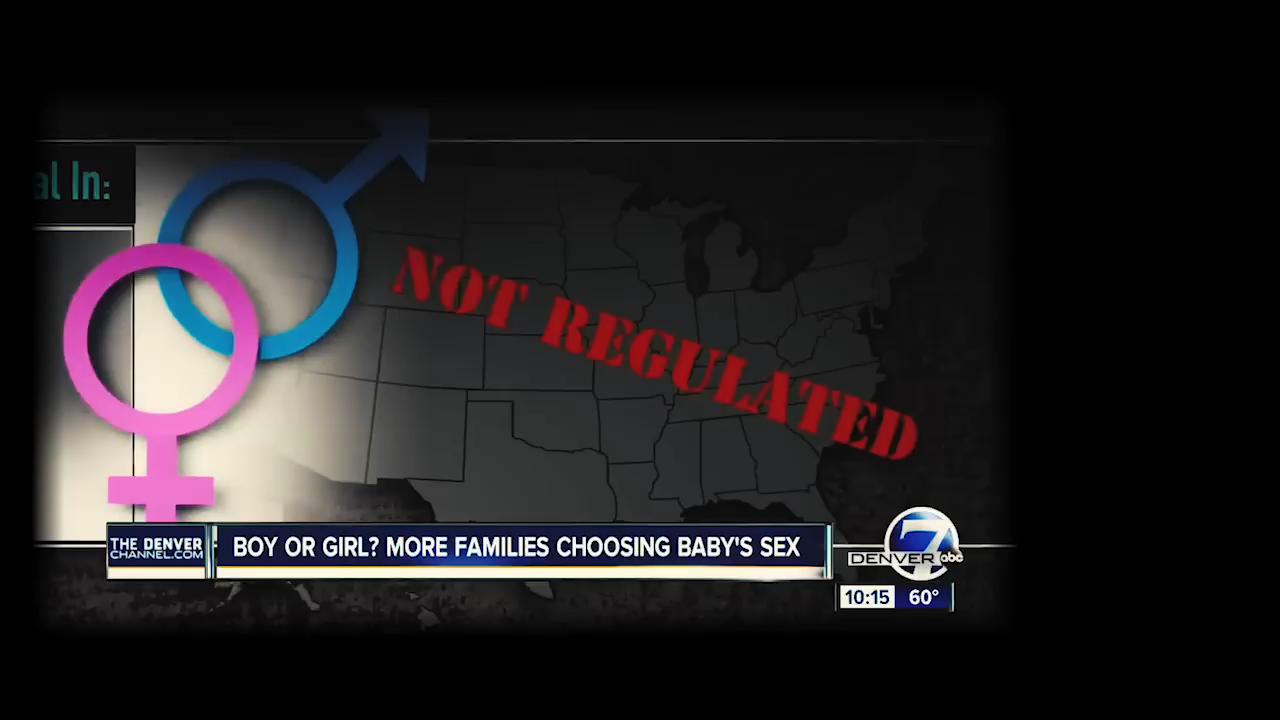 al In:
NOT REGULATED
THE DENVER
CHANNEL.COM
BOY OR GIRL? MORE FAMILIES CHOOSING BABY'S SEX
7
DENVER abc
10:15 60°